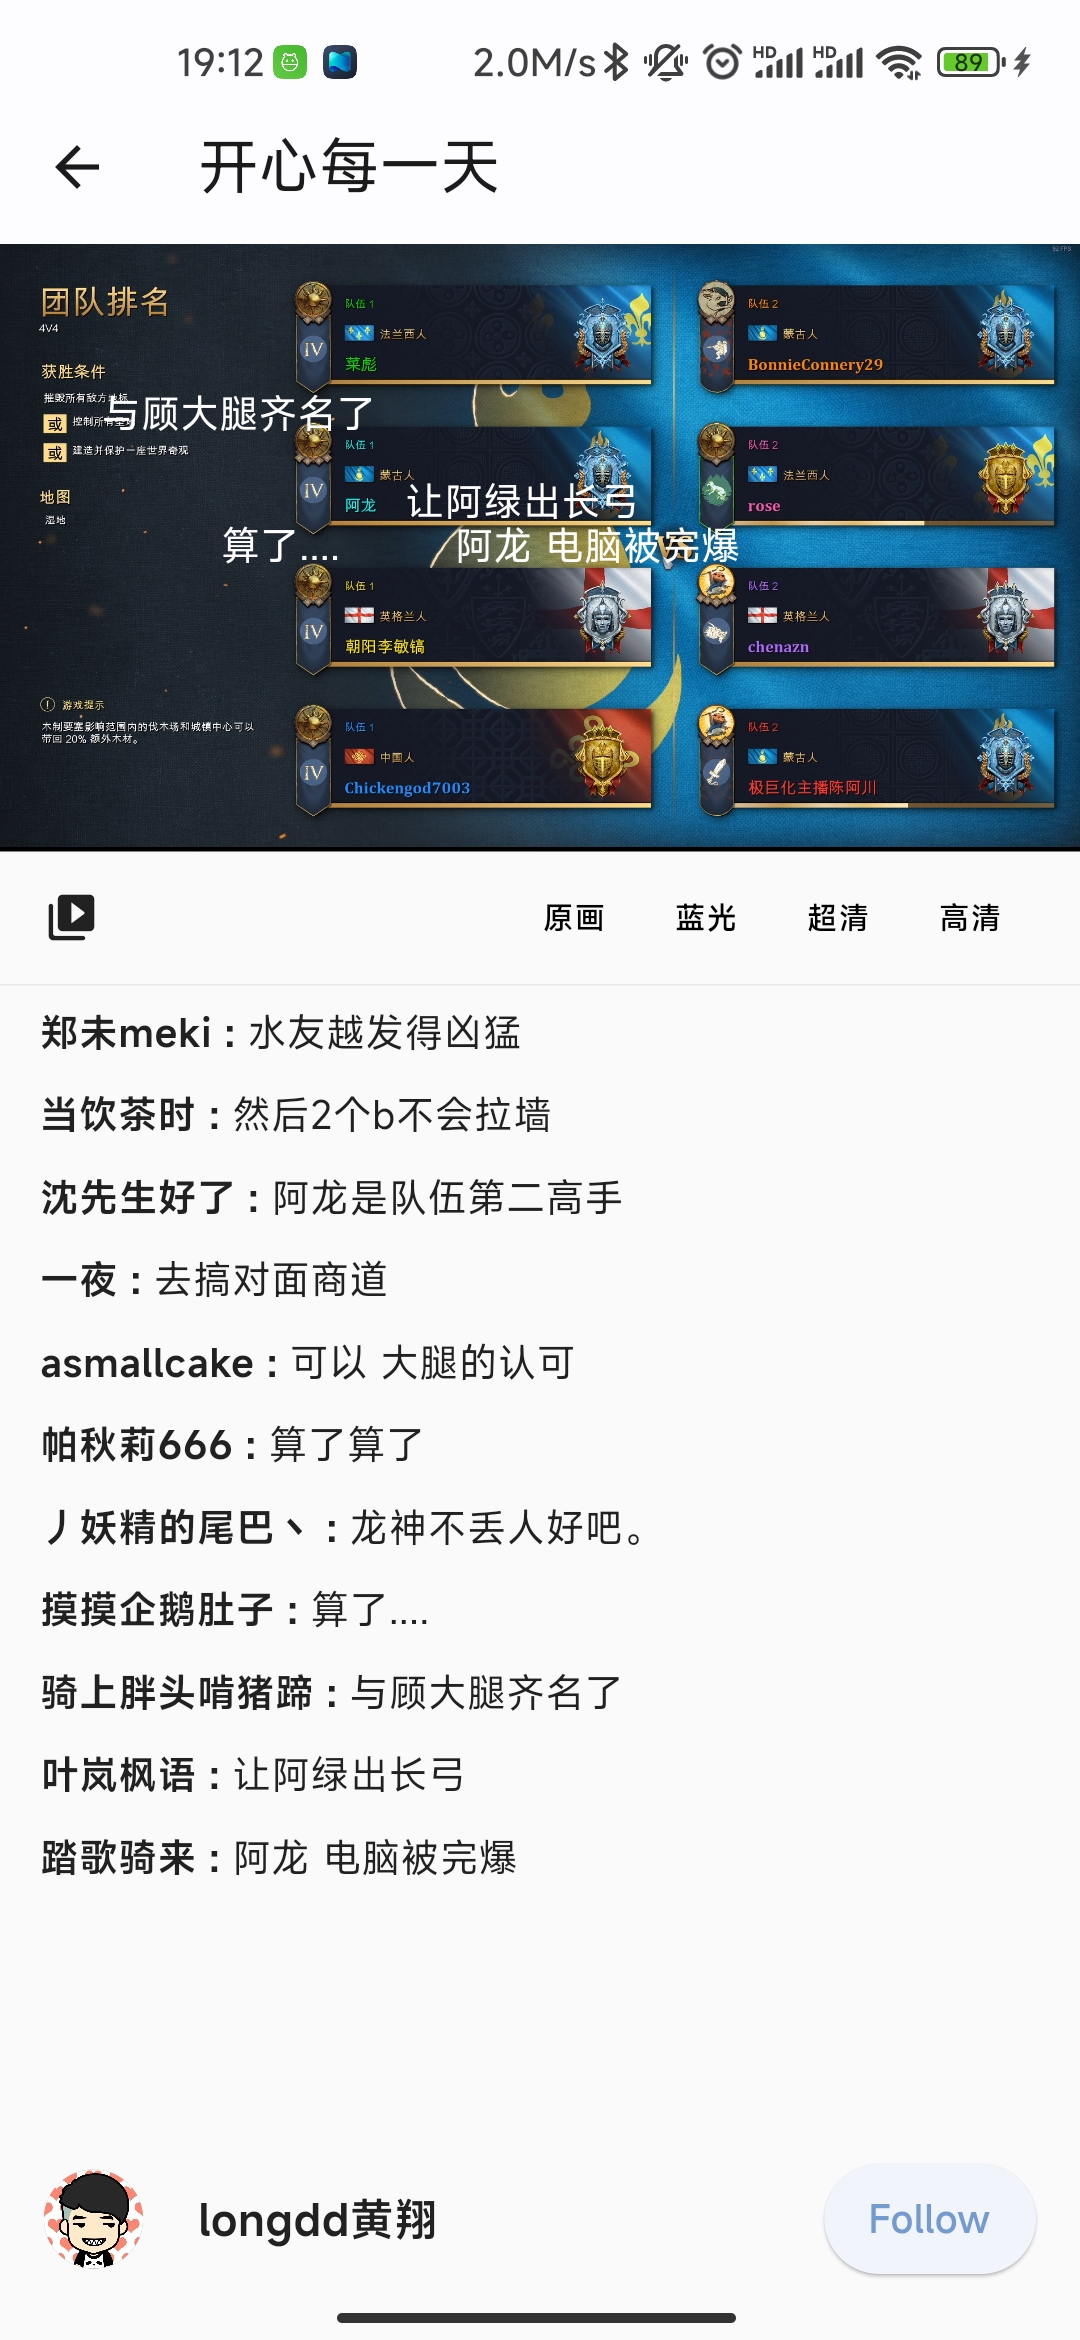 19:12
2.0M/s
HD
HD
89
开心每一天
92 FPS
团队排名
4V4
获胜条件
摧毁所有敌方地标
或 控制所有圣地
或 建造并保护一座世界奇观
地图
湿地
游戏提示
木制要塞影响范围内的伐木场和城镇中心可以
带回 20% 额外木材。
队伍 1
法兰西人
IV
菜彪
队伍 1
蒙古人
IV
阿龙
队伍 1
英格兰人
IV
朝阳李敏镐
队伍 1
中国人
IV
Chickengod7003
VS
队伍 2
蒙古人
BonnieConnery29
队伍 2
法兰西人
rose
队伍 2
英格兰人
chenazn
队伍 2
蒙古人
极巨化主播陈阿川
与顾大腿齐名了
让阿绿出长弓
算了....
阿龙 电脑被完爆
原画 蓝光 超清 高清
郑未meki : 水友越发得凶猛
当饮茶时 : 然后2个b不会拉墙
沈先生好了 : 阿龙是队伍第二高手
一夜 : 去搞对面商道
asmallcake : 可以 大腿的认可
帕秋莉666 : 算了算了
丿妖精的尾巴丶 : 龙神不丢人好吧。
摸摸企鹅肚子 : 算了....
骑上胖头啃猪蹄 : 与顾大腿齐名了
叶岚枫语 : 让阿绿出长弓
踏歌骑来 : 阿龙 电脑被完爆
longdd黄翔
Follow